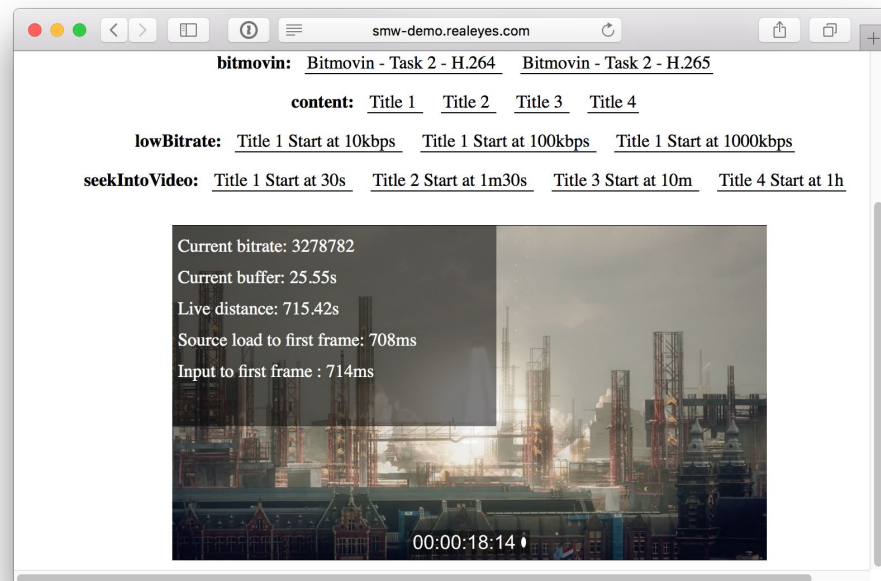 smw-demo.realeyes.com
bitmovin: Bitmovin - Task 2 - H.264 Bitmovin - Task 2 - H.265
content: Title 1 Title 2 Title 3 Title 4
lowBitrate: Title 1 Start at 10kbps Title 1 Start at 100kbps Title 1 Start at 1000kbps
seekIntoVideo: Title 1 Start at 30s Title 2 Start at 1m30s Title 3 Start at 10m Title 4 Start at 1h
Current bitrate: 3278782
Current buffer: 25.55s
Live distance: 715.42s
Source load to first frame: 708ms
Input to first frame : 714ms
00:00:18:14